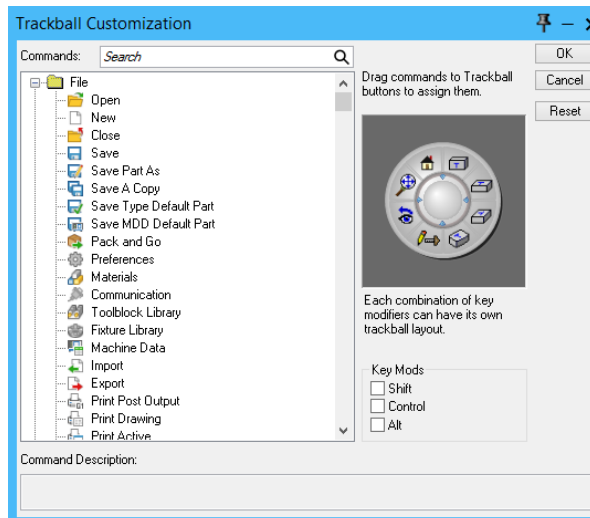 Trackball Customization
Commands:
Search
OK
Cancel
Reset
File
Open
New
Close
Save
Save Part As
Save A Copy
Save Type Default Part
Save MDD Default Part
Pack and Go
Preferences
Materials
Communication
Toolblock Library
Fixture Library
Machine Data
Import
Export
Print Post Output
Print Drawing
Print Active
Drag commands to Trackball
buttons to assign them.
Each combination of key
modifiers can have its own
trackball layout.
Key Mods
Shift
Control
Alt
Command Description: